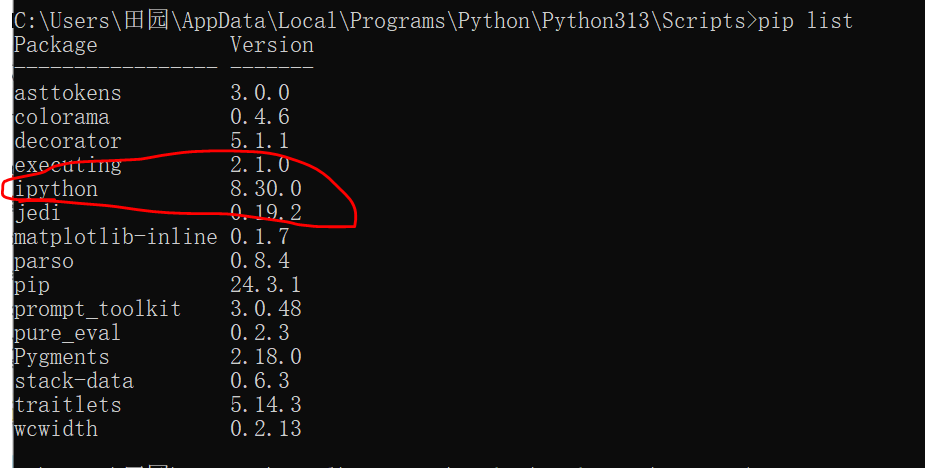 C:\Users\田园\AppData\Local\Programs\Python\Python313\Scripts>pip list
Package Version
----------------- -------
asttokens 3.0.0
colorama 0.4.6
decorator 5.1.1
executing 2.1.0
ipython 8.30.0
jedi 0.19.2
matplotlib-inline 0.1.7
parso 0.8.4
pip 24.3.1
prompt_toolkit 3.0.48
pure_eval 0.2.3
Pygments 2.18.0
stack-data 0.6.3
traitlets 5.14.3
wcwidth 0.2.13